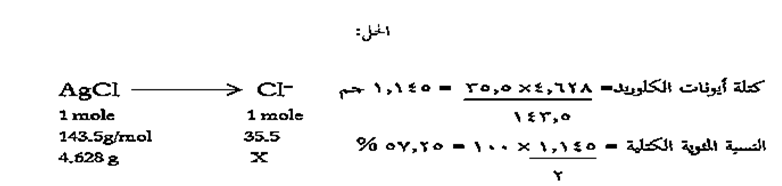 الحل:
AgCl ⟶ Cl⁻
1 mole 1 mole
143.5g/mol 35.5
4.628 g X
كتلة أيونات الكلوريد= ٣٥,٥ ×٤,٦٢٨ = ١,١٤٥ جم
١٤٣,٥
النسبة المئوية الكتلية = ١,١٤٥ × ١٠٠ = ٥٧,٢٥ %
٢